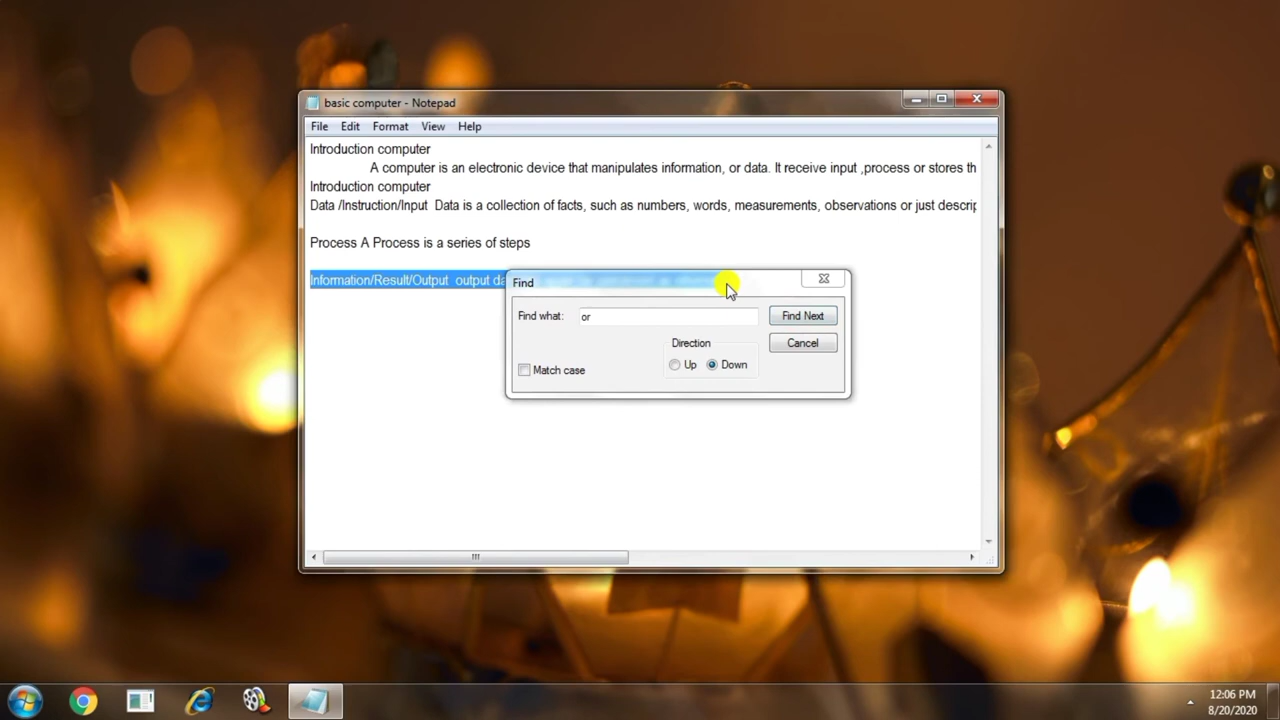 basic computer - Notepad
File Edit Format View Help
Introduction computer
A computer is an electronic device that manipulates information, or data. It receive input ,process or stores th
Introduction computer
Data /Instruction/Input Data is a collection of facts, such as numbers, words, measurements, observations or just descrip
Process A Process is a series of steps
Information/Result/Output output da
Find
Find what: or
Find Next
Direction
Cancel
Up Down
Match case
12:06 PM
8/20/2020